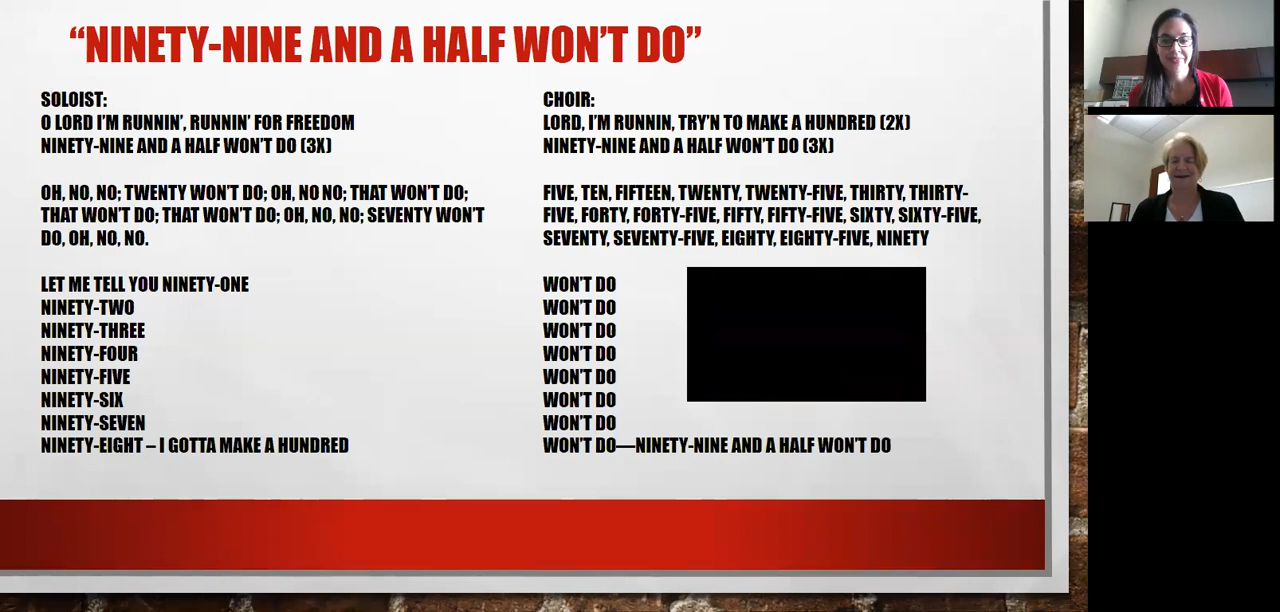 “NINETY-NINE AND A HALF WON’T DO”
SOLOIST:
O LORD I’M RUNNIN’, RUNNIN’ FOR FREEDOM
NINETY-NINE AND A HALF WON’T DO (3X)
OH, NO, NO; TWENTY WON’T DO; OH, NO NO; THAT WON’T DO;
THAT WON’T DO; THAT WON’T DO; OH, NO, NO; SEVENTY WON’T
DO, OH, NO, NO.
LET ME TELL YOU NINETY-ONE
NINETY-TWO
NINETY-THREE
NINETY-FOUR
NINETY-FIVE
NINETY-SIX
NINETY-SEVEN
NINETY-EIGHT – I GOTTA MAKE A HUNDRED
CHOIR:
LORD, I’M RUNNIN, TRY’N TO MAKE A HUNDRED (2X)
NINETY-NINE AND A HALF WON’T DO (3X)
FIVE, TEN, FIFTEEN, TWENTY, TWENTY-FIVE, THIRTY, THIRTY-
FIVE, FORTY, FORTY-FIVE, FIFTY, FIFTY-FIVE, SIXTY, SIXTY-FIVE,
SEVENTY, SEVENTY-FIVE, EIGHTY, EIGHTY-FIVE, NINETY
WON’T DO
WON’T DO
WON’T DO
WON’T DO
WON’T DO
WON’T DO
WON’T DO
WON’T DO—NINETY-NINE AND A HALF WON’T DO